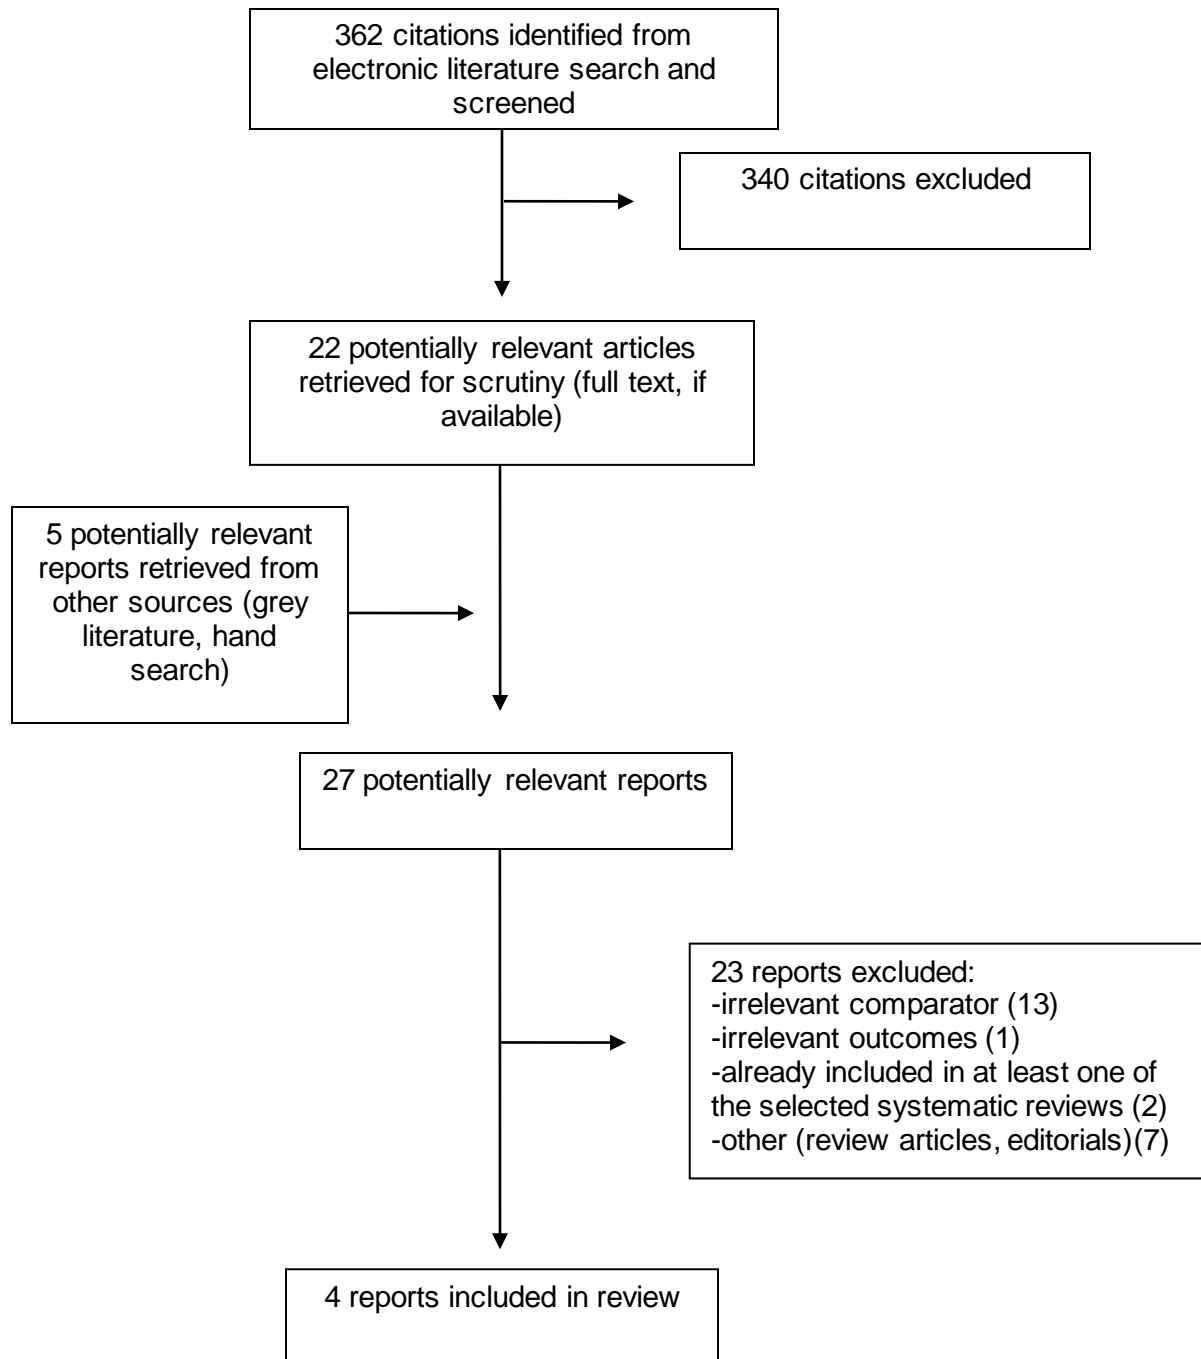 362 citations identified from
electronic literature search and
screened
340 citations excluded
22 potentially relevant articles
retrieved for scrutiny (full text, if
available)
5 potentially relevant
reports retrieved from
other sources (grey
literature, hand
search)
27 potentially relevant reports
23 reports excluded:
-irrelevant comparator (13)
-irrelevant outcomes (1)
-already included in at least one of
the selected systematic reviews (2)
-other (review articles, editorials)(7)
4 reports included in review